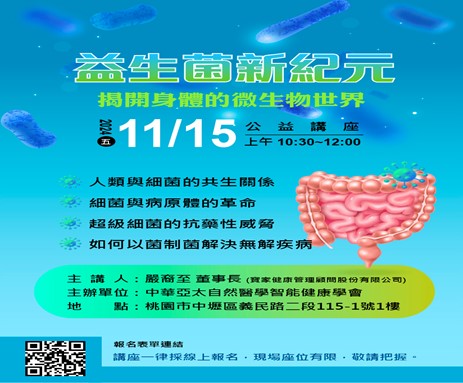 益生菌新紀元
揭開身體的微生物世界
2024 五 11/15 公益講座
上午 10:30~12:00
人類與細菌的共生關係
細菌與病原體的革命
超級細菌的抗藥性威脅
如何以菌制菌解決無解疾病
主講人：嚴裔至 董事長 (寶家健康管理顧問股份有限公司)
主辦單位：中華亞太自然醫學智能健康學會
地點：桃園市中壢區義民路二段115-1號1樓
報名表單連結
講座一律採線上報名，現場座位有限，敬請把握。